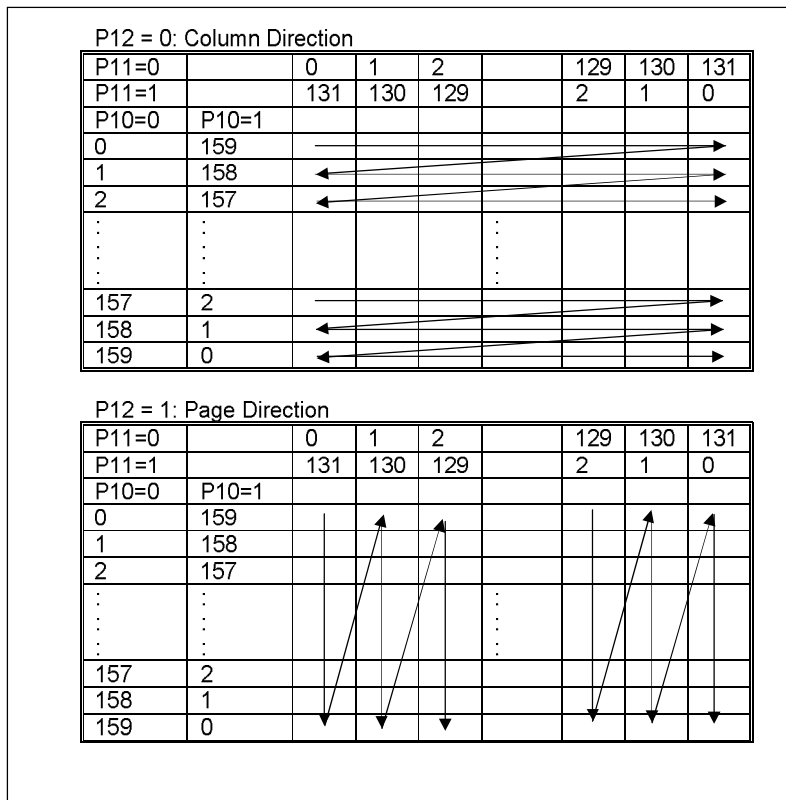 P12 = 0: Column Direction
P11=0 0 1 2 129 130 131
P11=1 131 130 129 2 1 0
P10=0 P10=1
0 159
1 158
2 157
: : :
: : :
157 2
158 1
159 0
P12 = 1: Page Direction
P11=0 0 1 2 129 130 131
P11=1 131 130 129 2 1 0
P10=0 P10=1
0 159
1 158
2 157
: : :
: : :
157 2
158 1
159 0